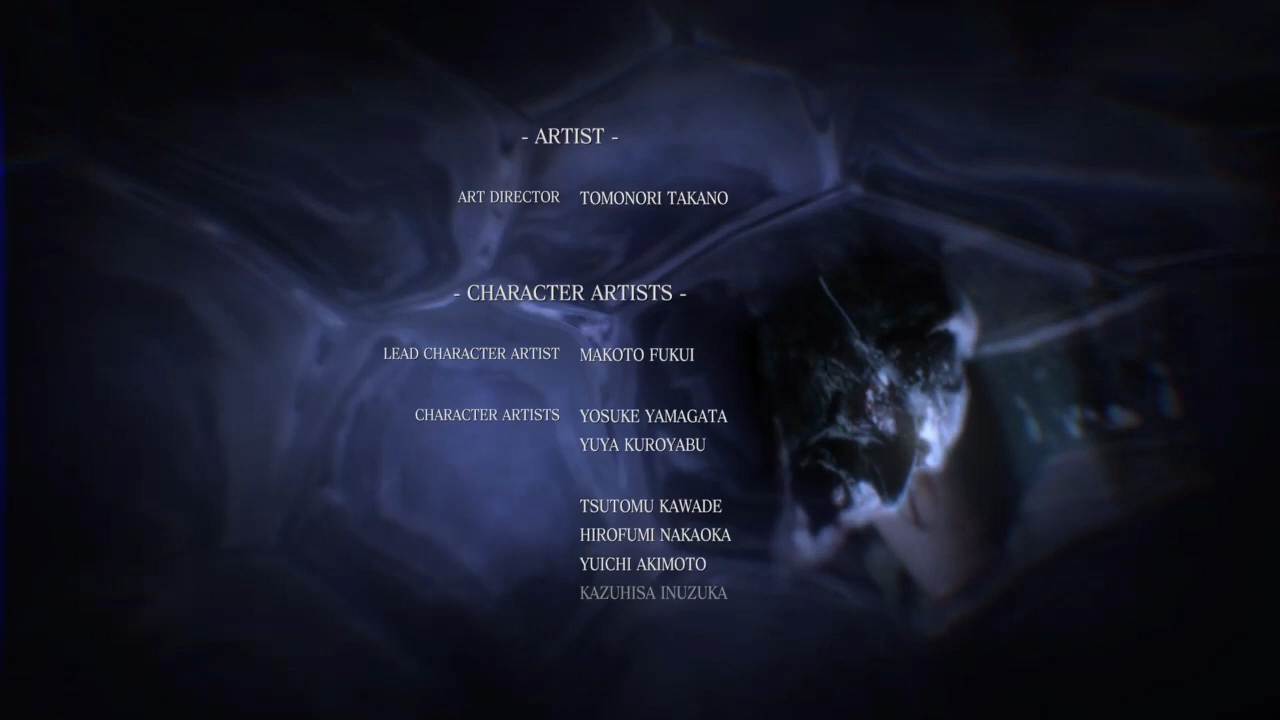 - ARTIST -
ART DIRECTOR TOMONORI TAKANO
- CHARACTER ARTISTS -
LEAD CHARACTER ARTIST MAKOTO FUKUI
CHARACTER ARTISTS YOSUKE YAMAGATA
YUYA KUROYABU
TSUTOMU KAWADE
HIROFUMI NAKAOKA
YUICHI AKIMOTO
KAZUHISA INUZUKA